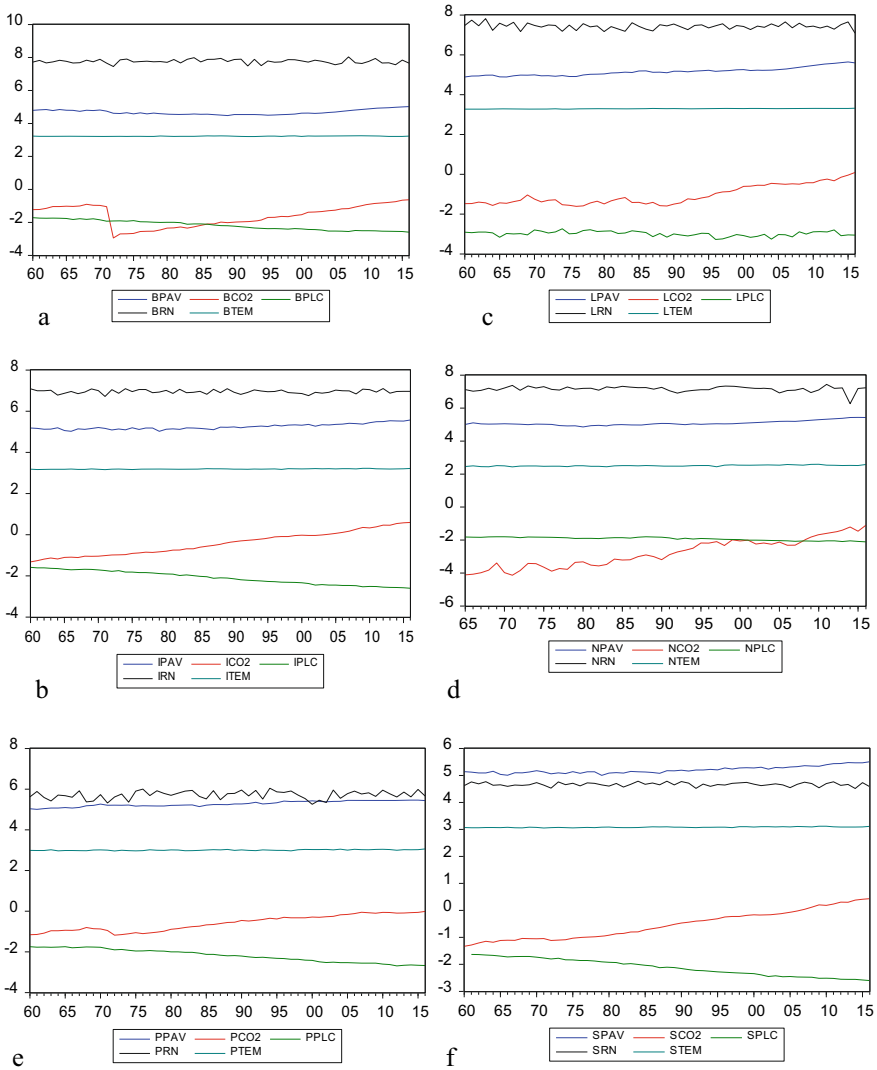 10
8
6
4
2
0
-2
-4
60 65 70 75 80 85 90 95 00 05 10 15
BPAV BCO2 BPLC
BRN BTEM
a
8
6
4
2
0
-2
-4
60 65 70 75 80 85 90 95 00 05 10 15
LPAV LCO2 LPLC
LRN LTEM
c
8
6
4
2
0
-2
-4
60 65 70 75 80 85 90 95 00 05 10 15
IPAV ICO2 IPLC
IRN ITEM
b
8
6
4
2
0
-2
-4
-6
65 70 75 80 85 90 95 00 05 10 15
NPAV NCO2 NPLC
NRN NTEM
d
8
6
4
2
0
-2
-4
60 65 70 75 80 85 90 95 00 05 10 15
PPAV PCO2 PPLC
PRN PTEM
e
6
5
4
3
2
1
0
-1
-2
-3
60 65 70 75 80 85 90 95 00 05 10 15
SPAV SCO2 SPLC
SRN STEM
f